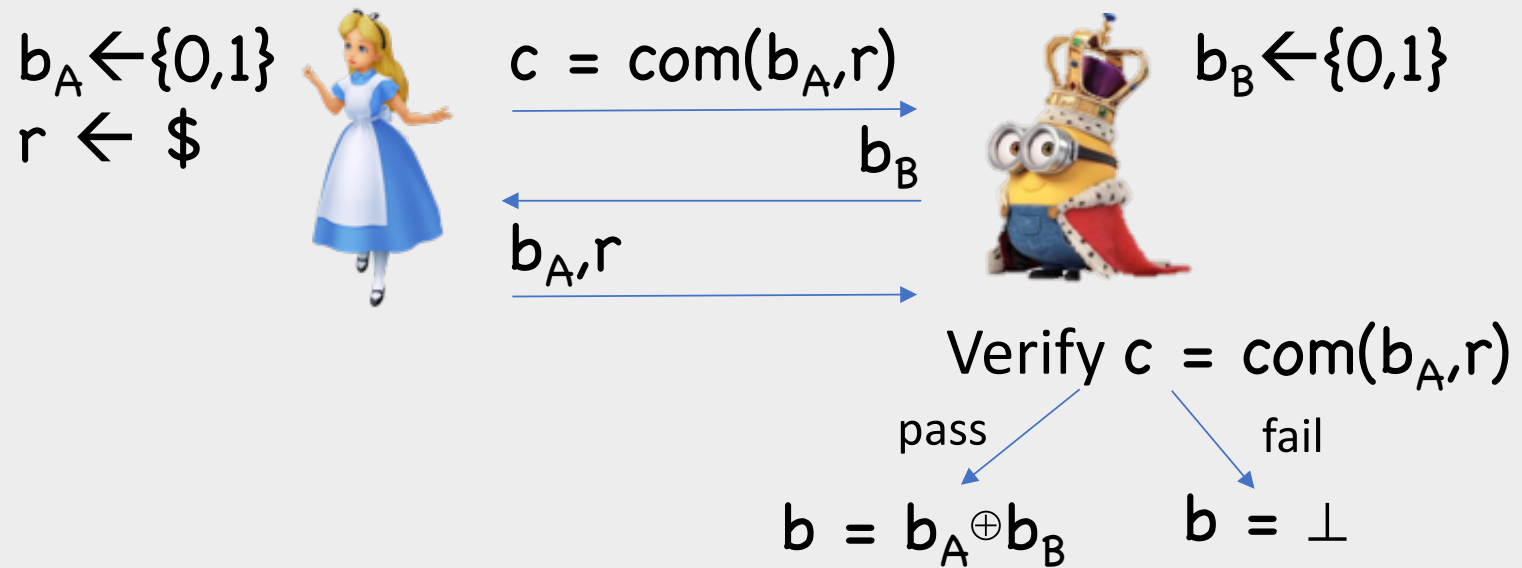 b_A←{0,1}
r ← $
c = com(b_A,r)
b_B←{0,1}
b_B
b_A,r
Verify c = com(b_A,r)
pass
fail
b = b_A⊕b_B
b = ⊥